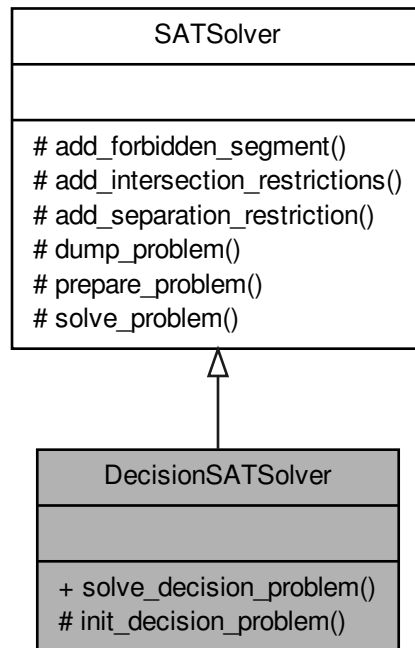 SATSolver
# add_forbidden_segment()
# add_intersection_restrictions()
# add_separation_restriction()
# dump_problem()
# prepare_problem()
# solve_problem()
DecisionSATSolver
+ solve_decision_problem()
# init_decision_problem()